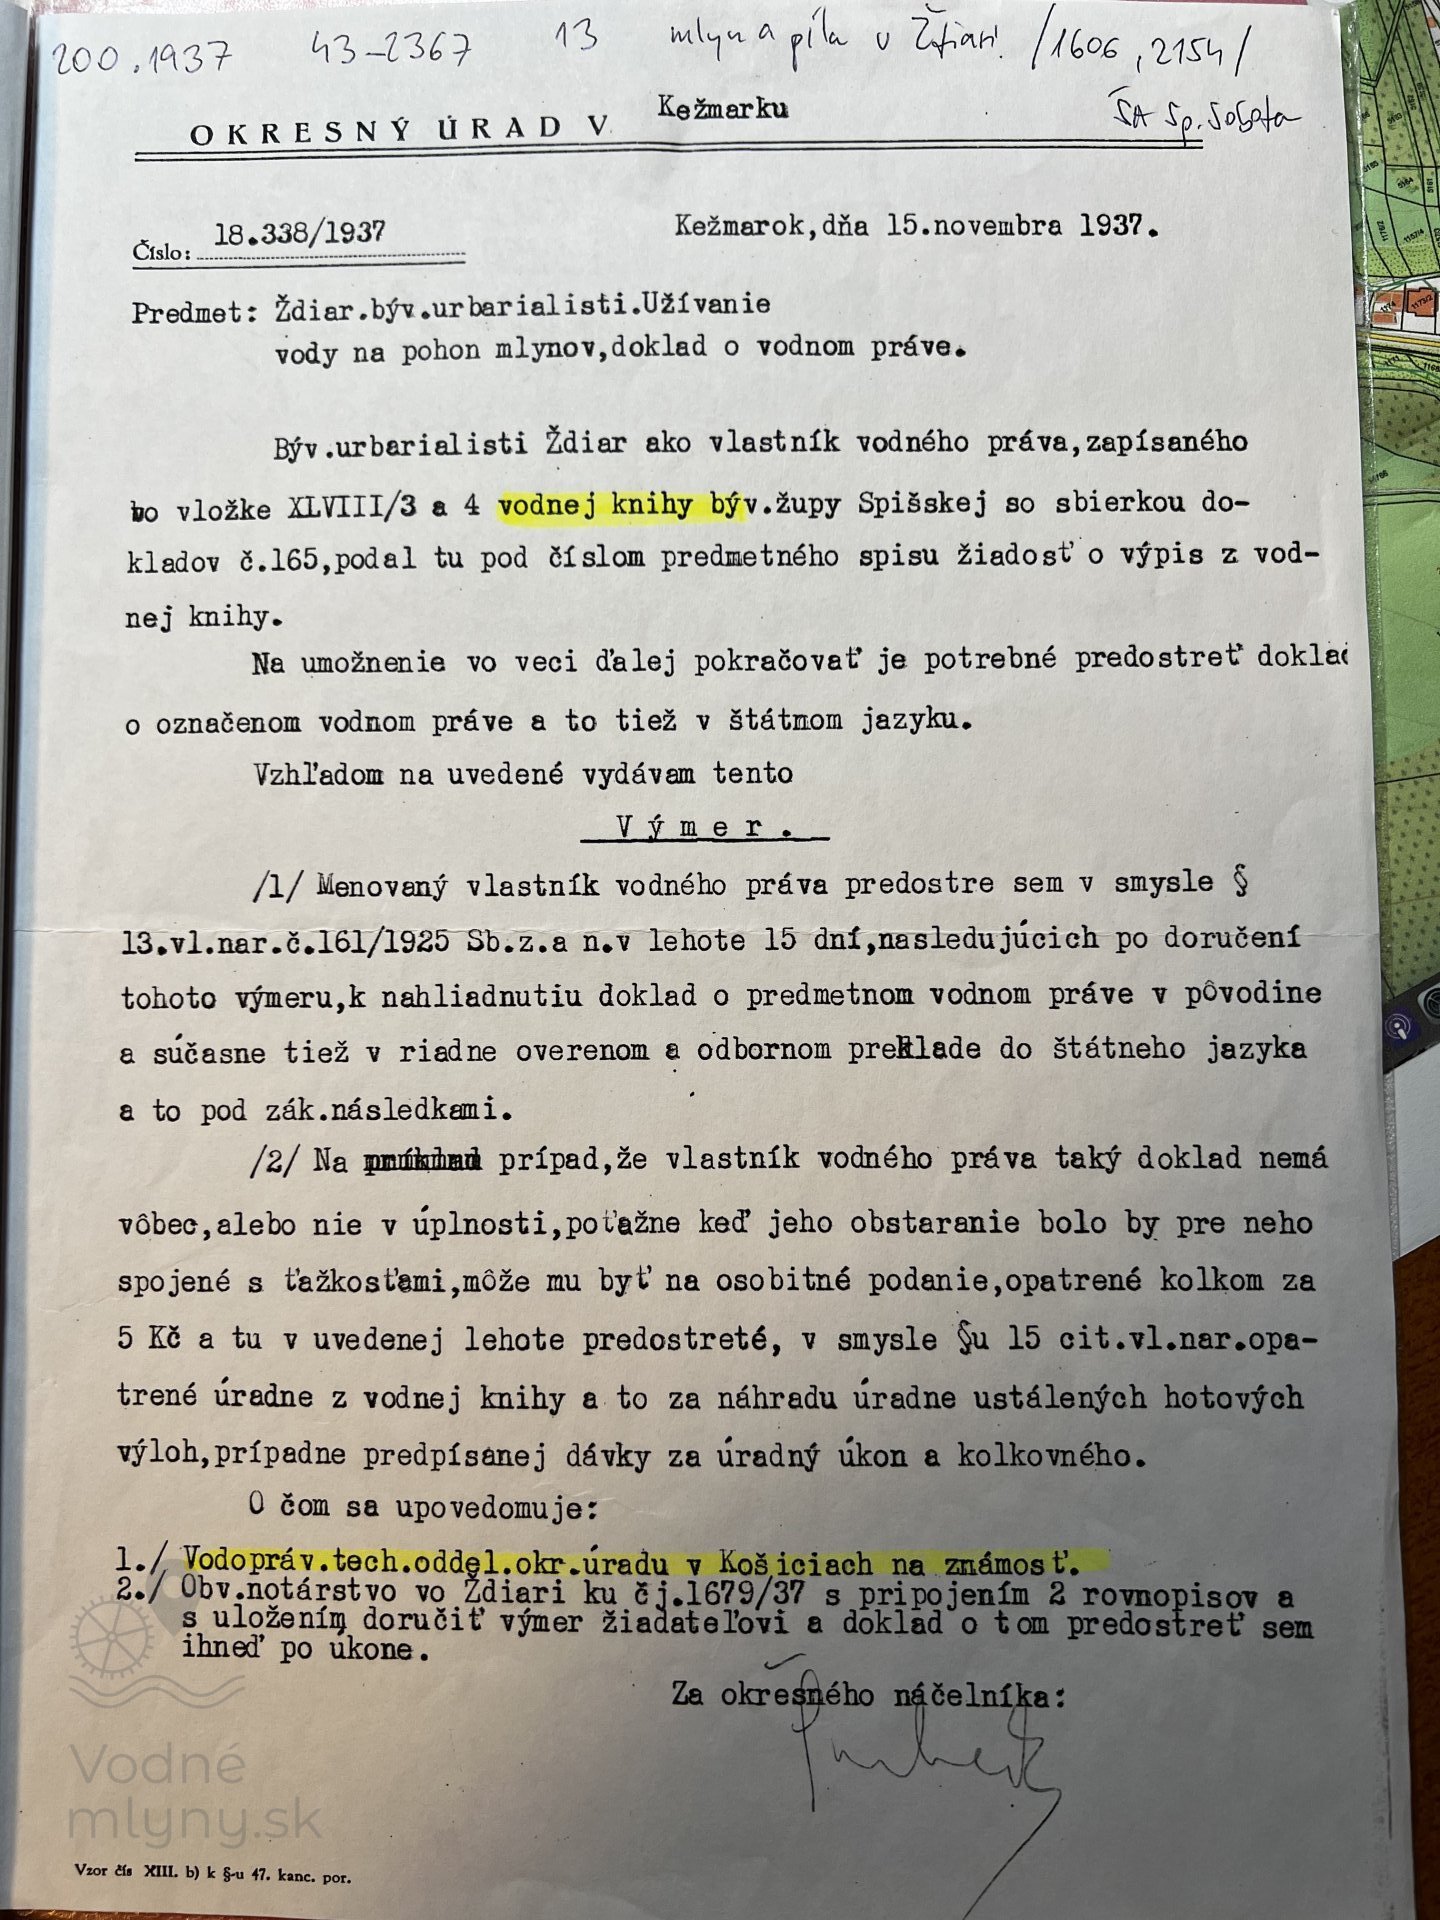 200.1937 43-2367 13 mlyn a píla v Ždiari /1606, 2154/
ŠA Sp. Sobota
OKRESNÝ ÚRAD V Kežmarku
Číslo: 18.338/1937
Kežmarok,dňa 15.novembra 1937.
Predmet: Ždiar.býv.urbarialisti.Užívanie
vody na pohon mlynov,doklad o vodnom práve.
Býv.urbarialisti Ždiar ako vlastník vodného práva,zapísaného
vo vložke XLVIII/3 a 4 vodnej knihy býv.župy Spišskej so sbierkou do-
kladov č.165,podal tu pod číslom predmetného spisu žiadosť o výpis z vod-
nej knihy.
Na umožnenie vo veci ďalej pokračovať je potrebné predostreť doklad
o označenom vodnom práve a to tiež v štátnom jazyku.
Vzhľadom na uvedené vydávam tento
Výmer.
/1/ Menovaný vlastník vodného práva predostre sem v smysle §
13.vl.nar.č.161/1925 Sb.z.a n.v lehote 15 dní,nasledujúcich po doručení
tohoto výmeru,k nahliadnutiu doklad o predmetnom vodnom práve v pôvodine
a súčasne tiež v riadne overenom a odbornom preklade do štátneho jazyka
a to pod zák.následkami.
/2/ Na prípad,že vlastník vodného práva taký doklad nemá
vôbec,alebo nie v úplnosti,poťažne keď jeho obstaranie bolo by pre neho
spojené s ťažkosťami,môže mu byť na osobitné podanie,opatrené kolkom za
5 Kč a tu v uvedenej lehote predostreté, v smysle §u 15 cit.vl.nar.opa-
trené úradne z vodnej knihy a to za náhradu úradne ustálených hotových
výloh,prípadne predpísanej dávky za úradný úkon a kolkovného.
O čom sa upovedomuje:
1./ Vodopráv.tech.oddel.okr.úradu v Košiciach na známosť.
2./ Obv.notárstvo vo Ždiari ku čj.1679/37 s pripojením 2 rovnopisov a
s uložením doručiť výmer žiadateľovi a doklad o tom predostreť sem
ihneď po úkone.
Za okresného náčelníka:
Vodné
mlyny.sk
Vzor čís XIII. b) k §-u 47. kanc. por.